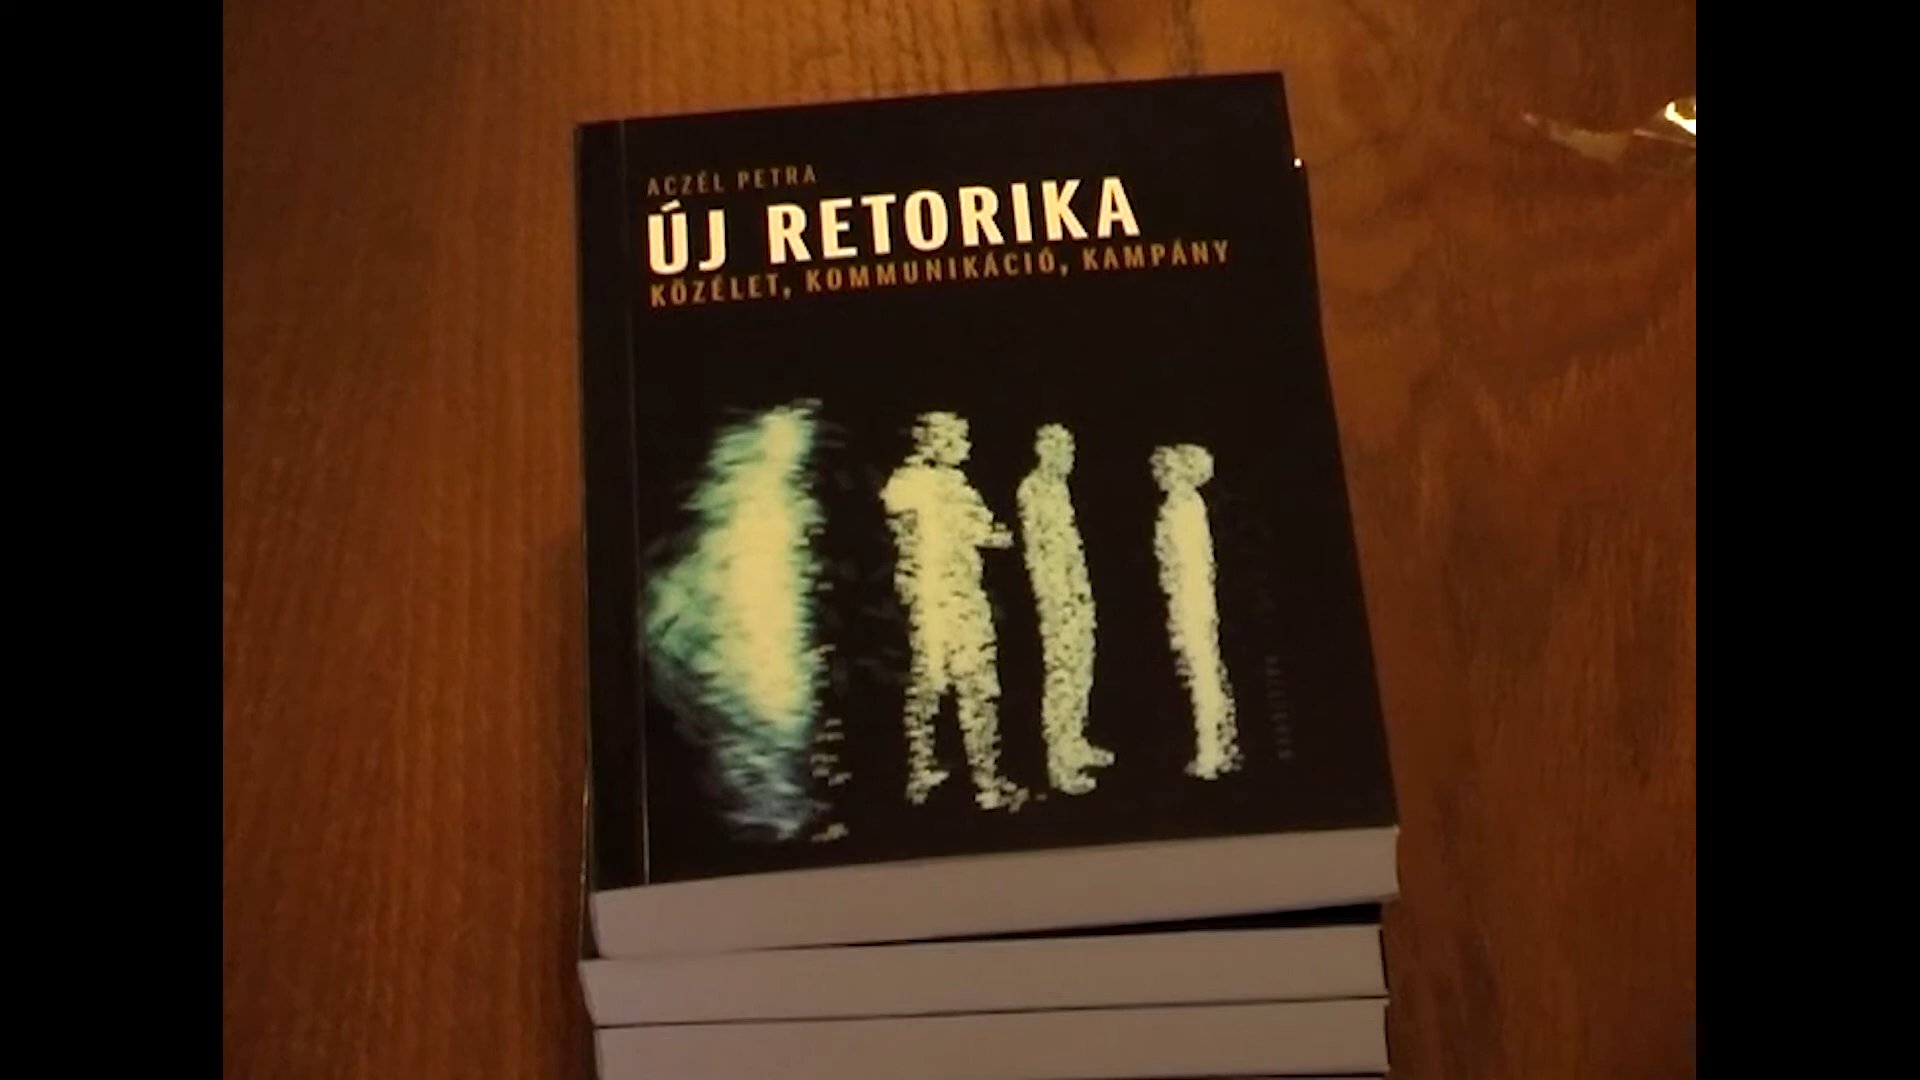 ACZÉL PETRA
ÚJ RETORIKA
KÖZÉLET, KOMMUNIKÁCIÓ, KAMPÁNY